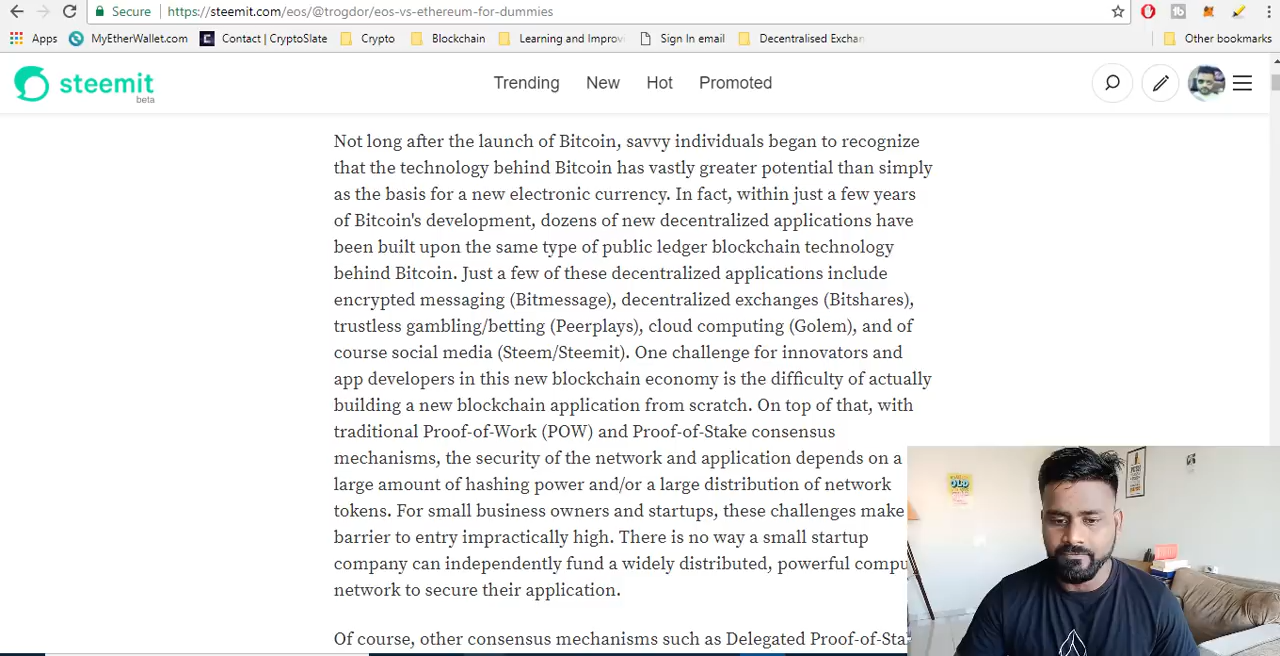 Secure
https://steemit.com/eos/@trogdor/eos-vs-ethereum-for-dummies
Apps
MyEtherWallet.com
Contact | CryptoSlate
Crypto
Blockchain
Learning and Improvi
Sign In email
Decentralised Exchan
Other bookmarks
steemit
beta
Trending
New
Hot
Promoted
Not long after the launch of Bitcoin, savvy individuals began to recognize
that the technology behind Bitcoin has vastly greater potential than simply
as the basis for a new electronic currency. In fact, within just a few years
of Bitcoin's development, dozens of new decentralized applications have
been built upon the same type of public ledger blockchain technology
behind Bitcoin. Just a few of these decentralized applications include
encrypted messaging (Bitmessage), decentralized exchanges (Bitshares),
trustless gambling/betting (Peerplays), cloud computing (Golem), and of
course social media (Steem/Steemit). One challenge for innovators and
app developers in this new blockchain economy is the difficulty of actually
building a new blockchain application from scratch. On top of that, with
traditional Proof-of-Work (POW) and Proof-of-Stake consensus
mechanisms, the security of the network and application depends on a
large amount of hashing power and/or a large distribution of network
tokens. For small business owners and startups, these challenges make
barrier to entry impractically high. There is no way a small startup
company can independently fund a widely distributed, powerful compu
network to secure their application.
Of course, other consensus mechanisms such as Delegated Proof-of-Sta